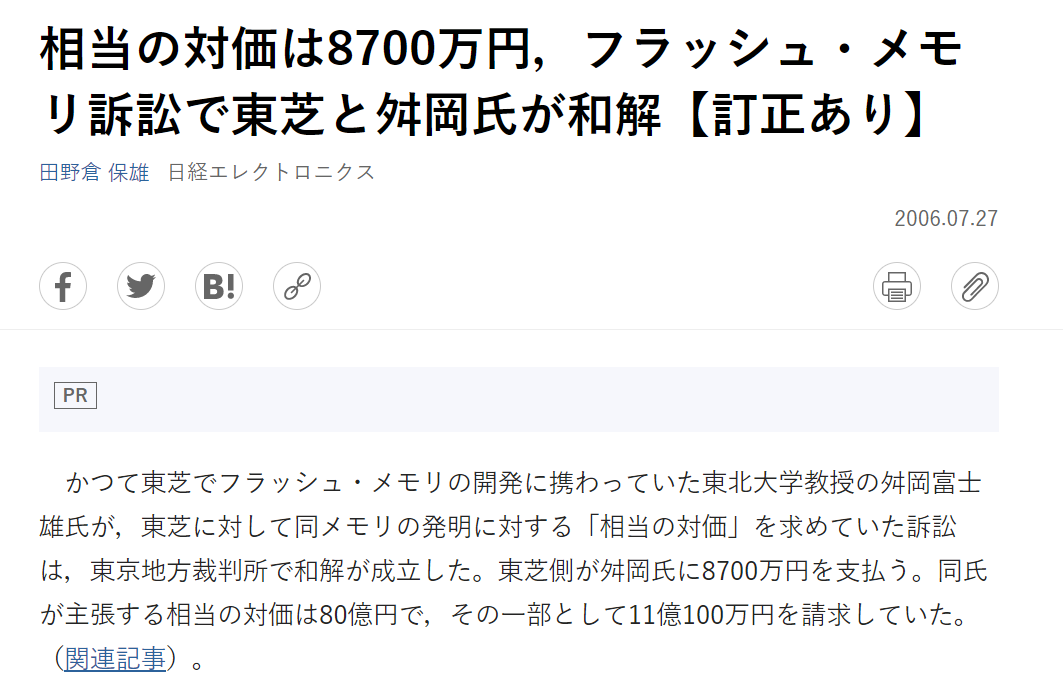 相当の対価は8700万円，フラッシュ・メモ
リ訴訟で東芝と舛岡氏が和解【訂正あり】
田野倉 保雄 日経エレクトロニクス
2006.07.27
B!
PR
かつて東芝でフラッシュ・メモリの開発に携わっていた東北大学教授の舛岡富士
雄氏が，東芝に対して同メモリの発明に対する「相当の対価」を求めていた訴訟
は，東京地方裁判所で和解が成立した。東芝側が舛岡氏に8700万円を支払う。同氏
が主張する相当の対価は80億円で，その一部として11億100万円を請求していた。
（関連記事）。